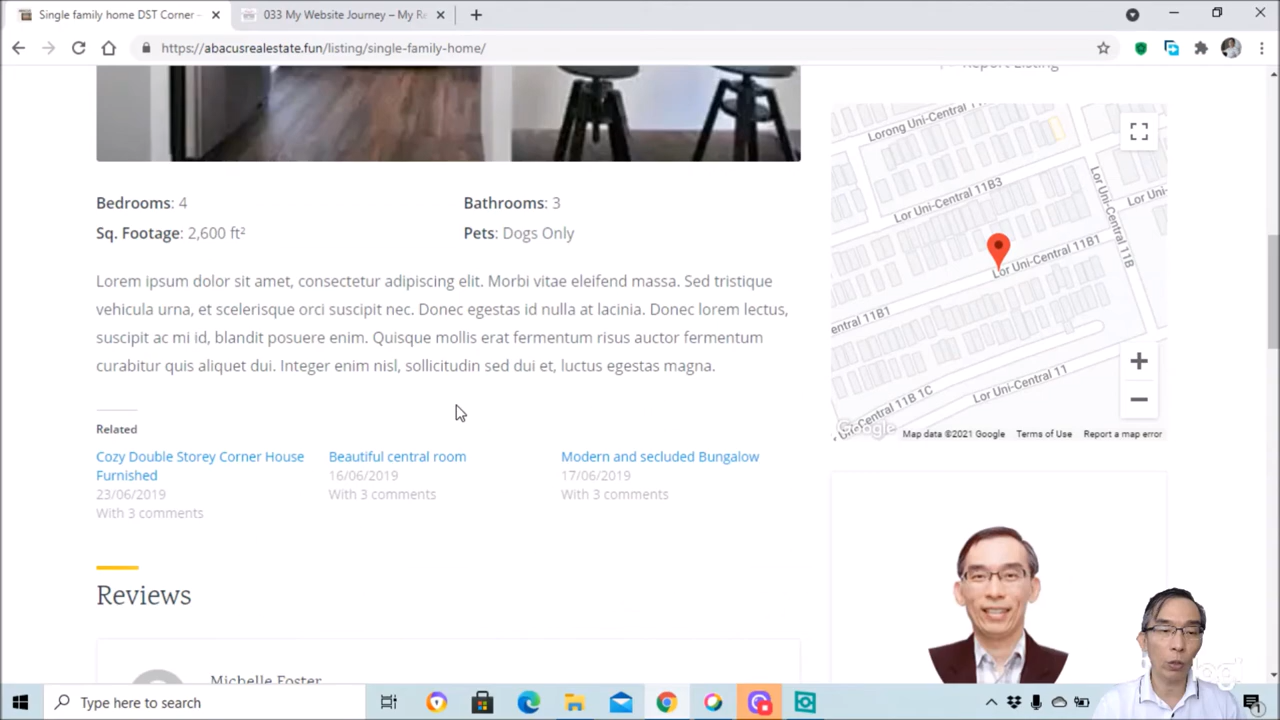 Single family home DST Corner -
033 My Website Journey – My Re
https://abacusrealestate.fun/listing/single-family-home/
Report Listing
Bedrooms: 4
Bathrooms: 3
Sq. Footage: 2,600 ft²
Pets: Dogs Only
Lorem ipsum dolor sit amet, consectetur adipiscing elit. Morbi vitae eleifend massa. Sed tristique
vehicula urna, et scelerisque orci suscipit nec. Donec egestas id nulla at lacinia. Donec lorem lectus,
suscipit ac mi id, blandit posuere enim. Quisque mollis erat fermentum risus auctor fermentum
curabitur quis aliquet dui. Integer enim nisl, sollicitudin sed dui et, luctus egestas magna.
Related
Cozy Double Storey Corner House
Furnished
23/06/2019
With 3 comments
Beautiful central room
16/06/2019
With 3 comments
Modern and secluded Bungalow
17/06/2019
With 3 comments
Reviews
Michelle Foster
Lorong Uni-Central 11
Lor Uni-Central 11B3
Lor Uni-
Lor Uni-Central 11B
Lor Uni-Central 11B1
entral 11B1
Lor Uni-Central 11
Central 11B 1C
Google
Map data ©2021 Google
Terms of Use
Report a map error
Type here to search
1